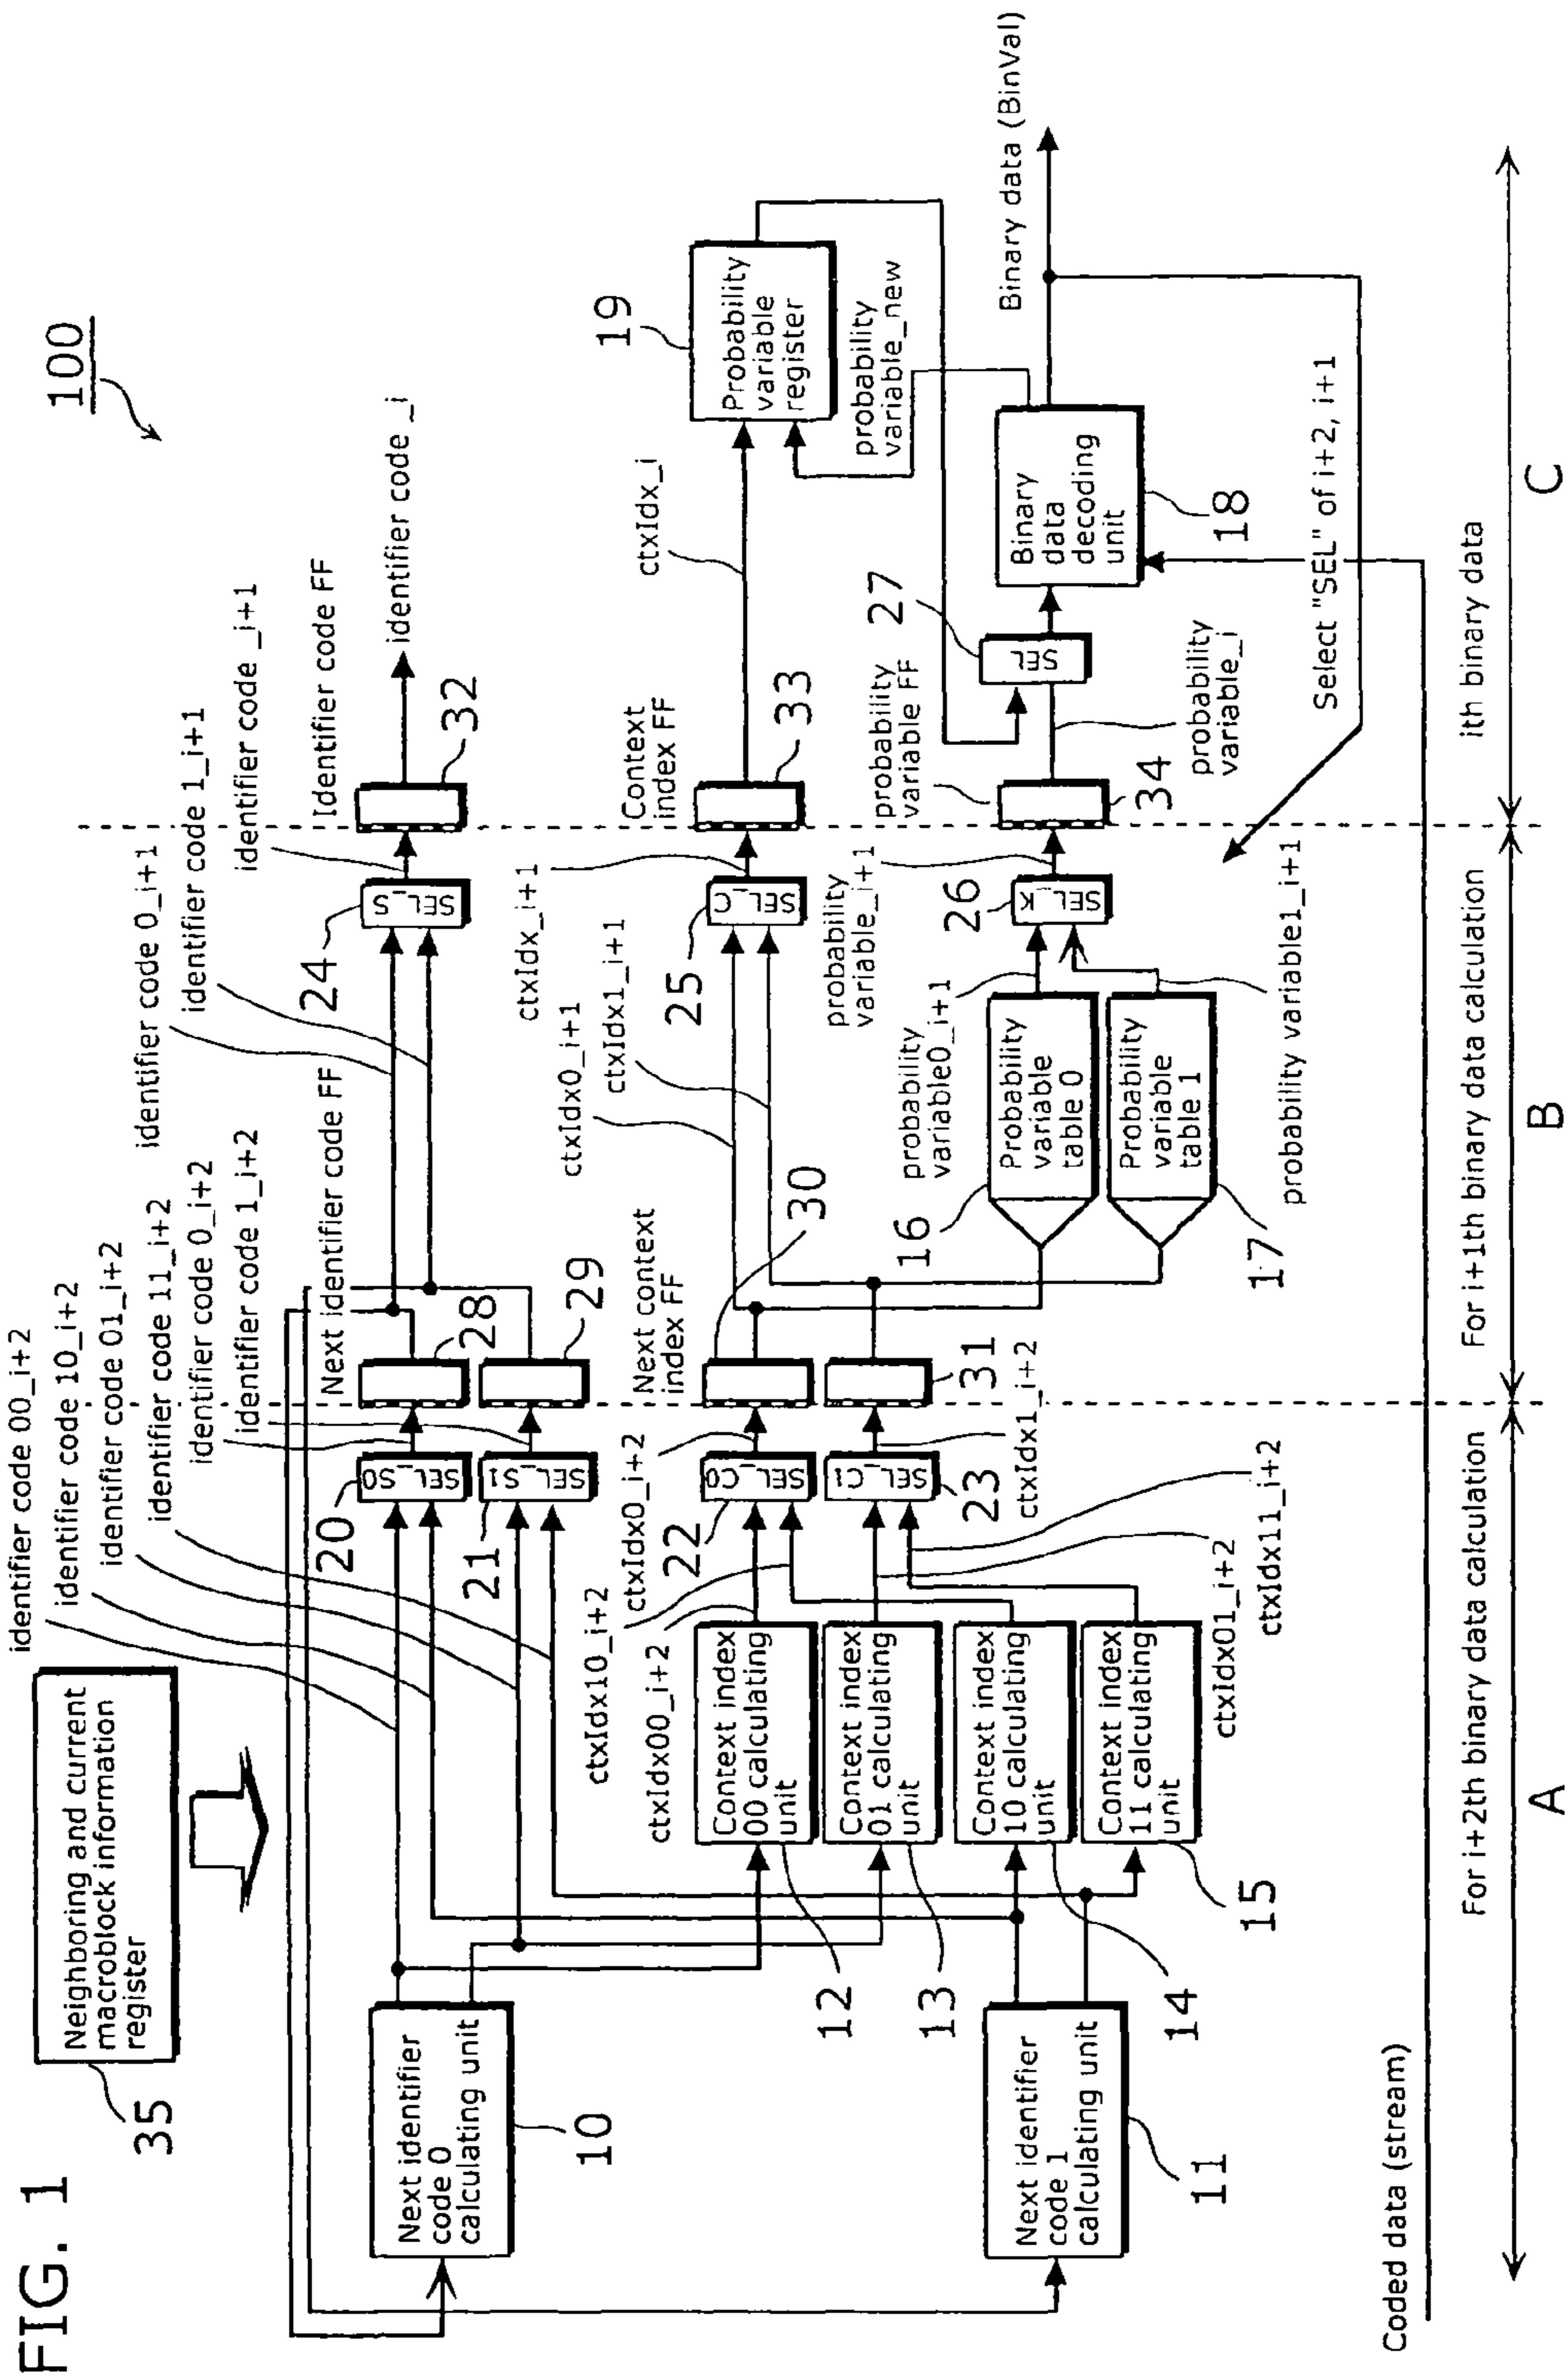 FIG. 1
100
35
Neighboring and current
macroblock information
register
identifier code 00_i+2
identifier code 10_i+2
identifier code 01_i+2
identifier code 11_i+2
identifier code 0_i+2
identifier code 1_i+2
Next identifier code FF
identifier code 0_i+1
identifier code 1_i+1
identifier code _i+1
Identifier code FF
identifier code _i
Next identifier
code 0
calculating unit
10
20
SEL_S0
28
21
SEL_S1
29
24
SEL_S
32
ctxIdx10_i+2
ctxIdx00_i+2
ctxIdx0_i+2
Next context
index FF
30
ctxIdx0_i+1
ctxIdx1_i+1
ctxIdx_i+1
Context
index FF
ctxIdx_i
19
Probability
variable
register
Context index
00 calculating
unit
12
22
SEL_C0
25
SEL_C
33
Context index
01 calculating
unit
13
SEL_C1
23
31
ctxIdx1_i+2
probability
variable_new
Context index
10 calculating
unit
14
Context index
11 calculating
unit
15
ctxIdx01_i+2
ctxIdx11_i+2
Next identifier
code 1
calculating unit
11
16
Probability
variable
table 0
17
Probability
variable
table 1
probability
variable0_i+1
probability variable1_i+1
probability
variable_i+1
26
SEL_K
probability
variable FF
34
probability
variable_i
27
SEL
Binary
data
decoding
unit
18
Binary data (BinVal)
Select "SEL" of i+2, i+1
Coded data (stream)
For i+2th binary data calculation
For i+1th binary data calculation
ith binary data
A
B
C